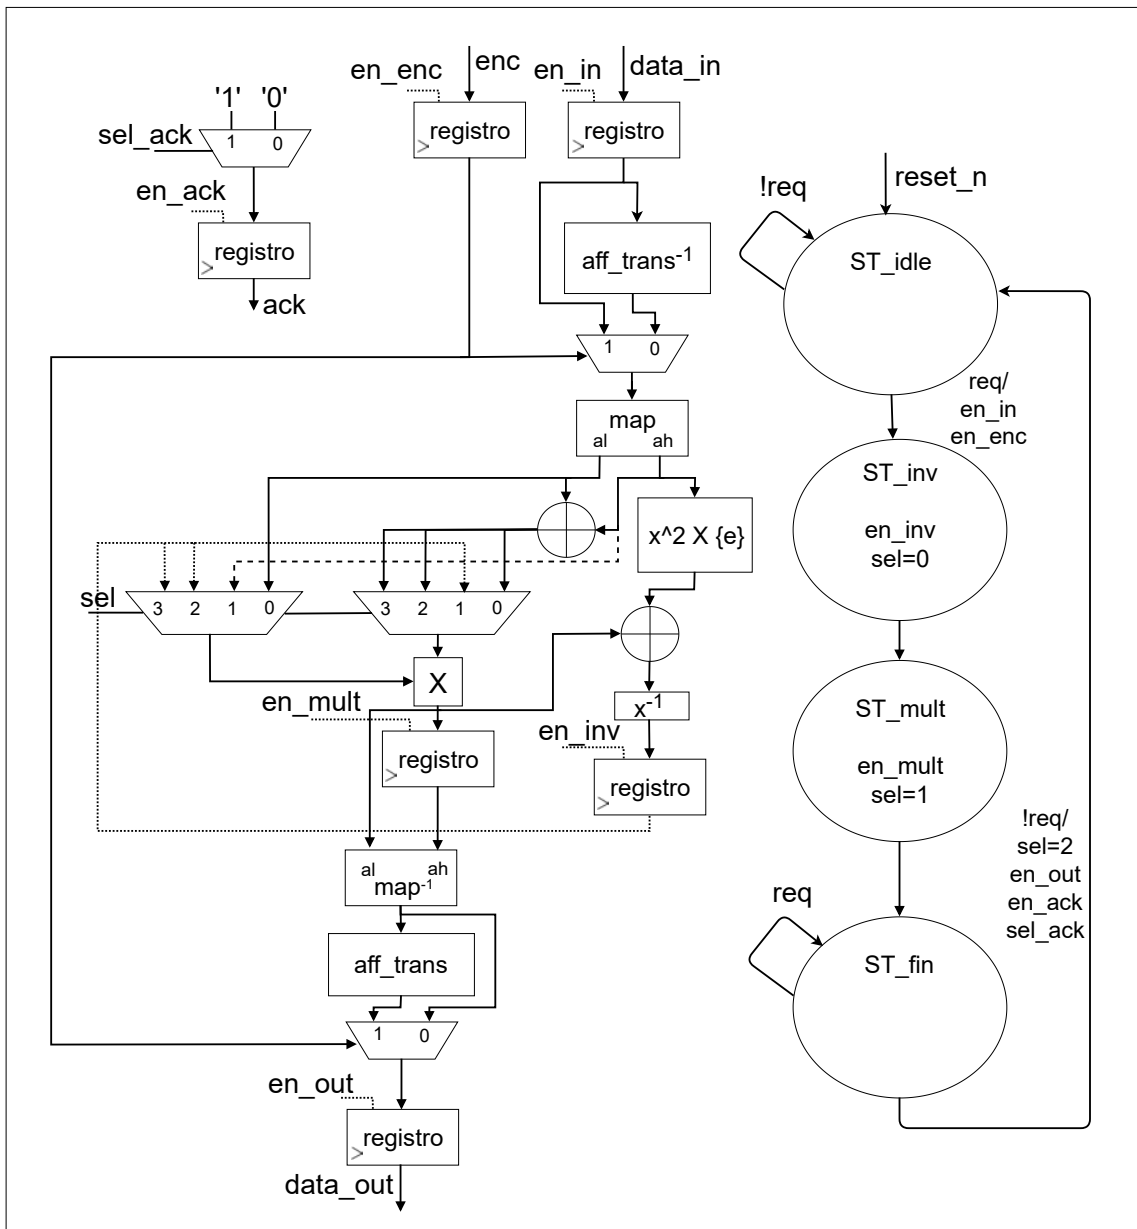 en_enc
enc
registro
>
en_in
data_in
registro
>
'1' '0'
sel_ack
1 0
en_ack
registro
>
ack
aff_trans-1
1 0
map
al ah
x^2 X {e}
sel
3 2 1 0
3 2 1 0
X
en_mult
registro
>
x-1
en_inv
registro
>
al ah
map-1
aff_trans
1 0
en_out
registro
>
data_out
reset_n
!req
ST_idle
req/
en_in
en_enc
ST_inv
en_inv
sel=0
ST_mult
en_mult
sel=1
!req/
sel=2
en_out
en_ack
sel_ack
req
ST_fin